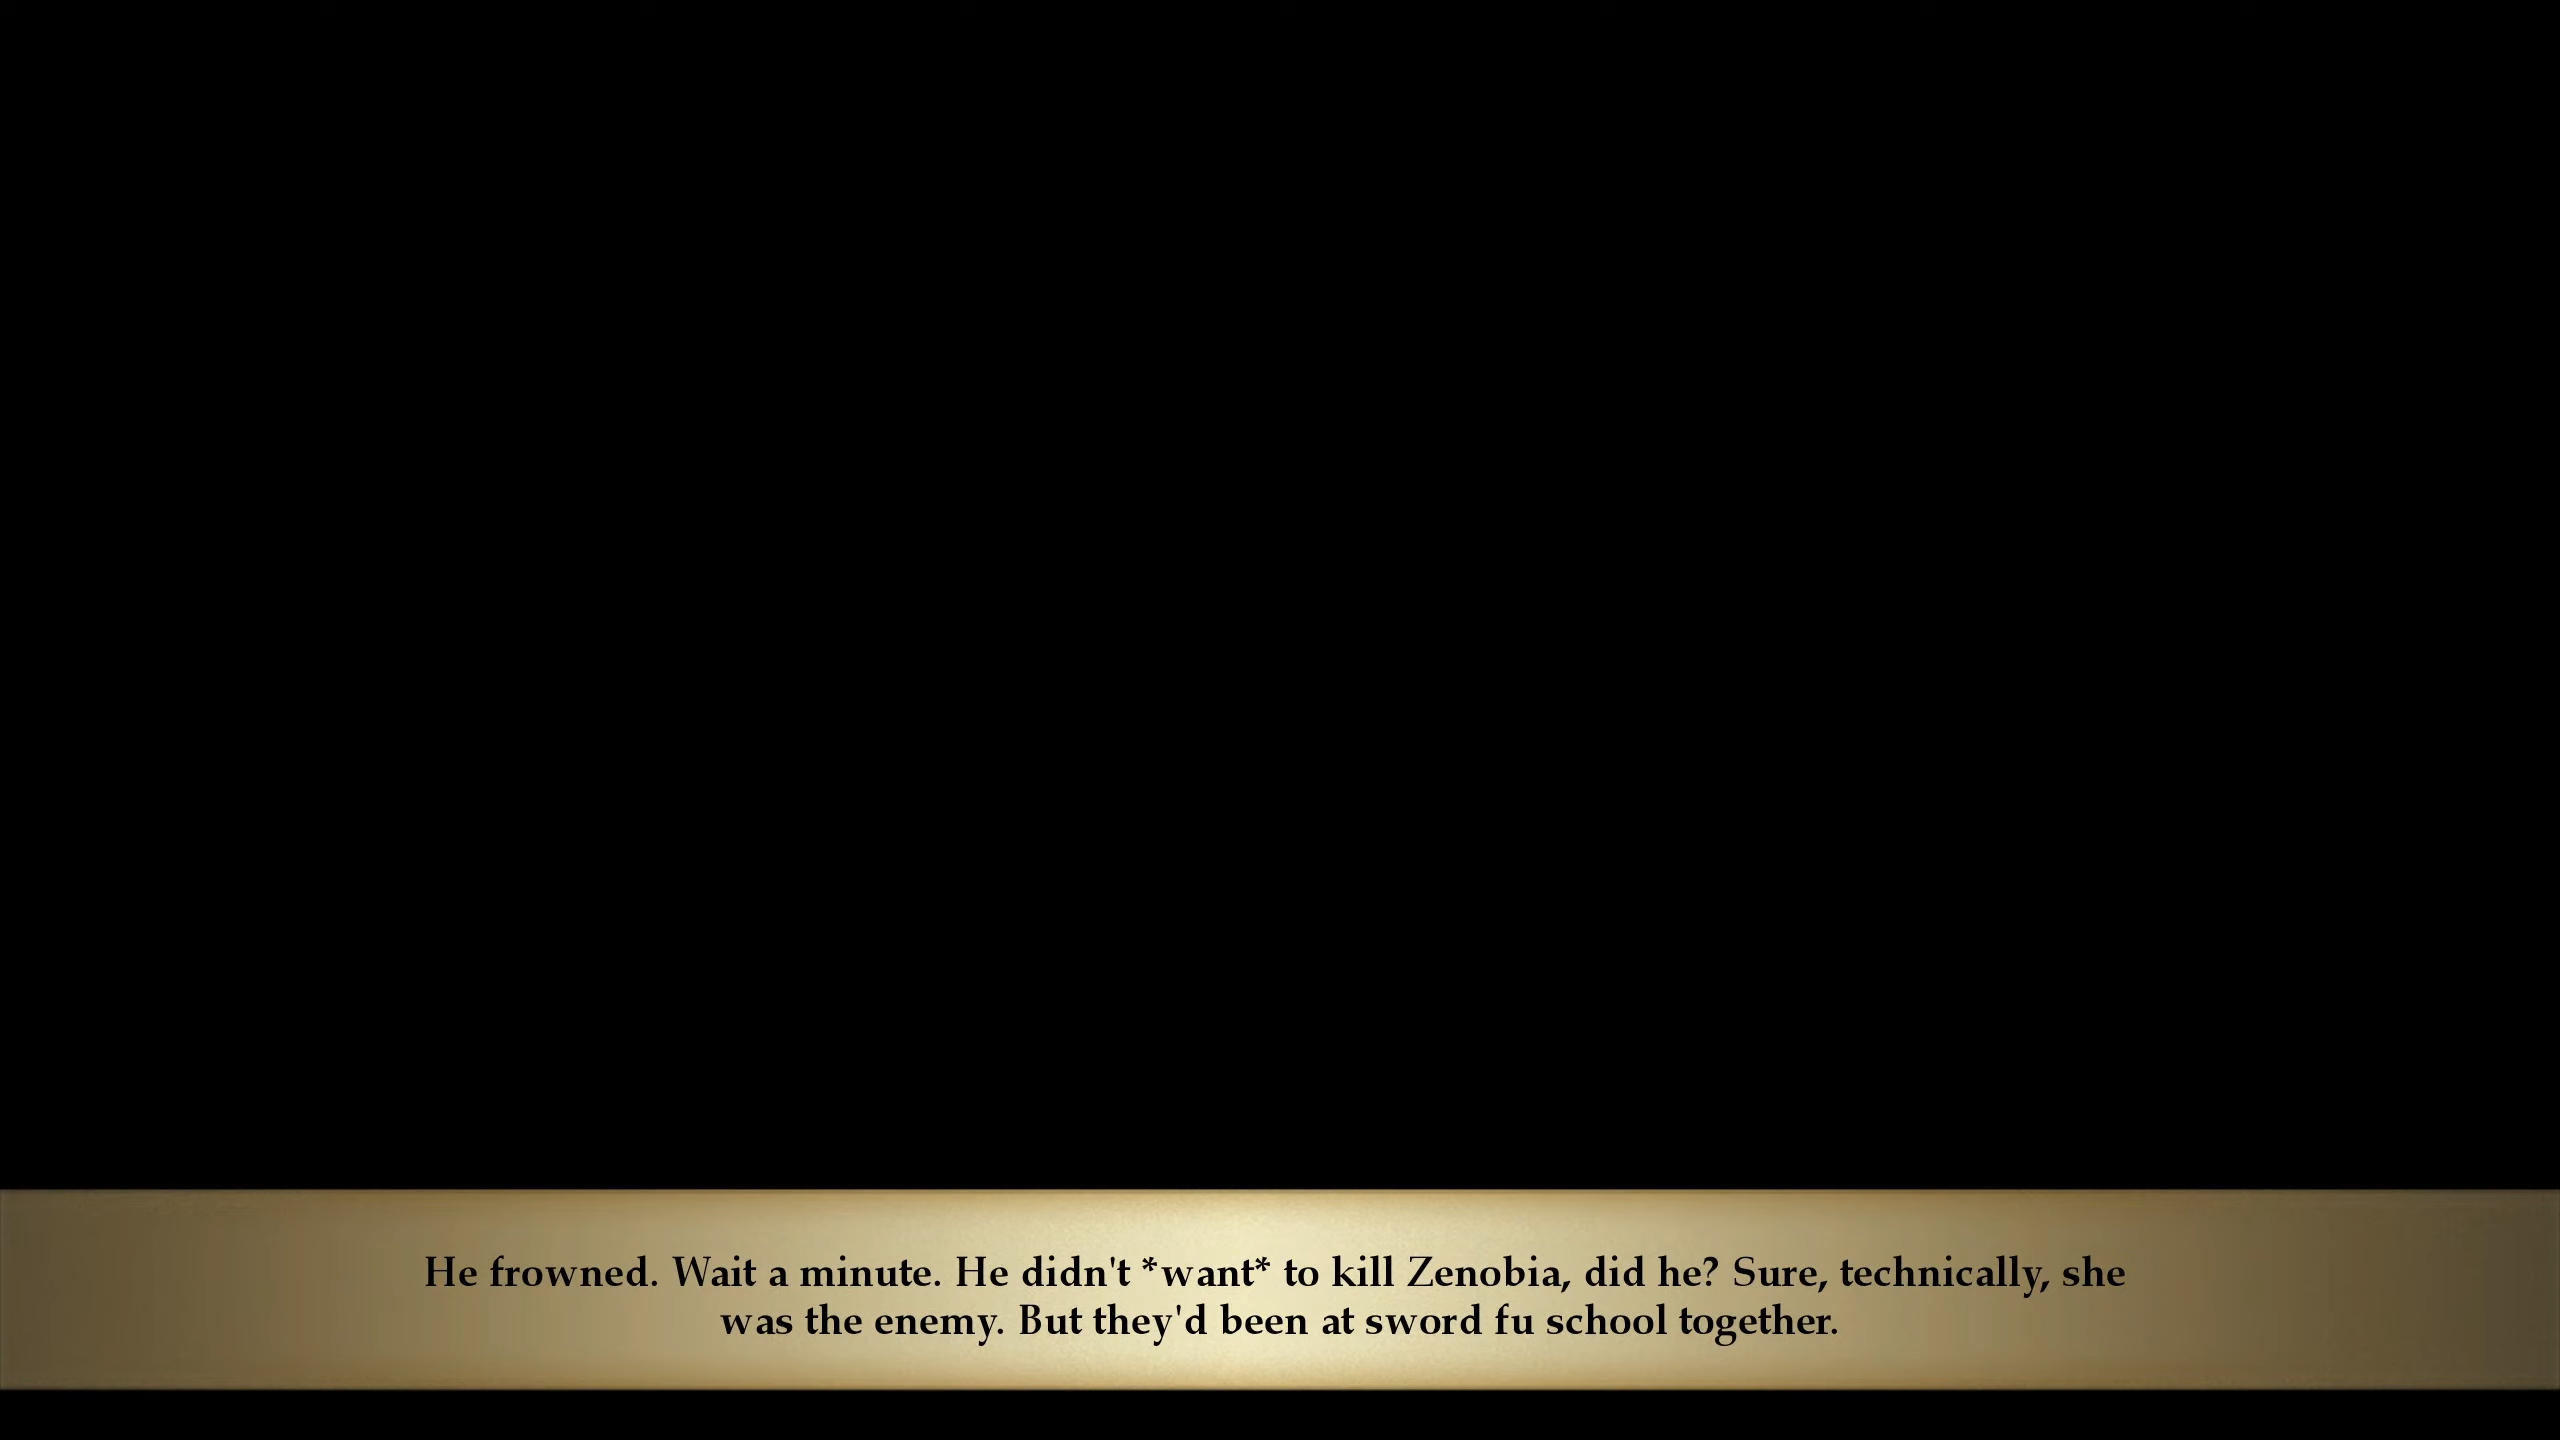 He frowned. Wait a minute. He didn't *want* to kill Zenobia, did he? Sure, technically, she
was the enemy. But they'd been at sword fu school together.